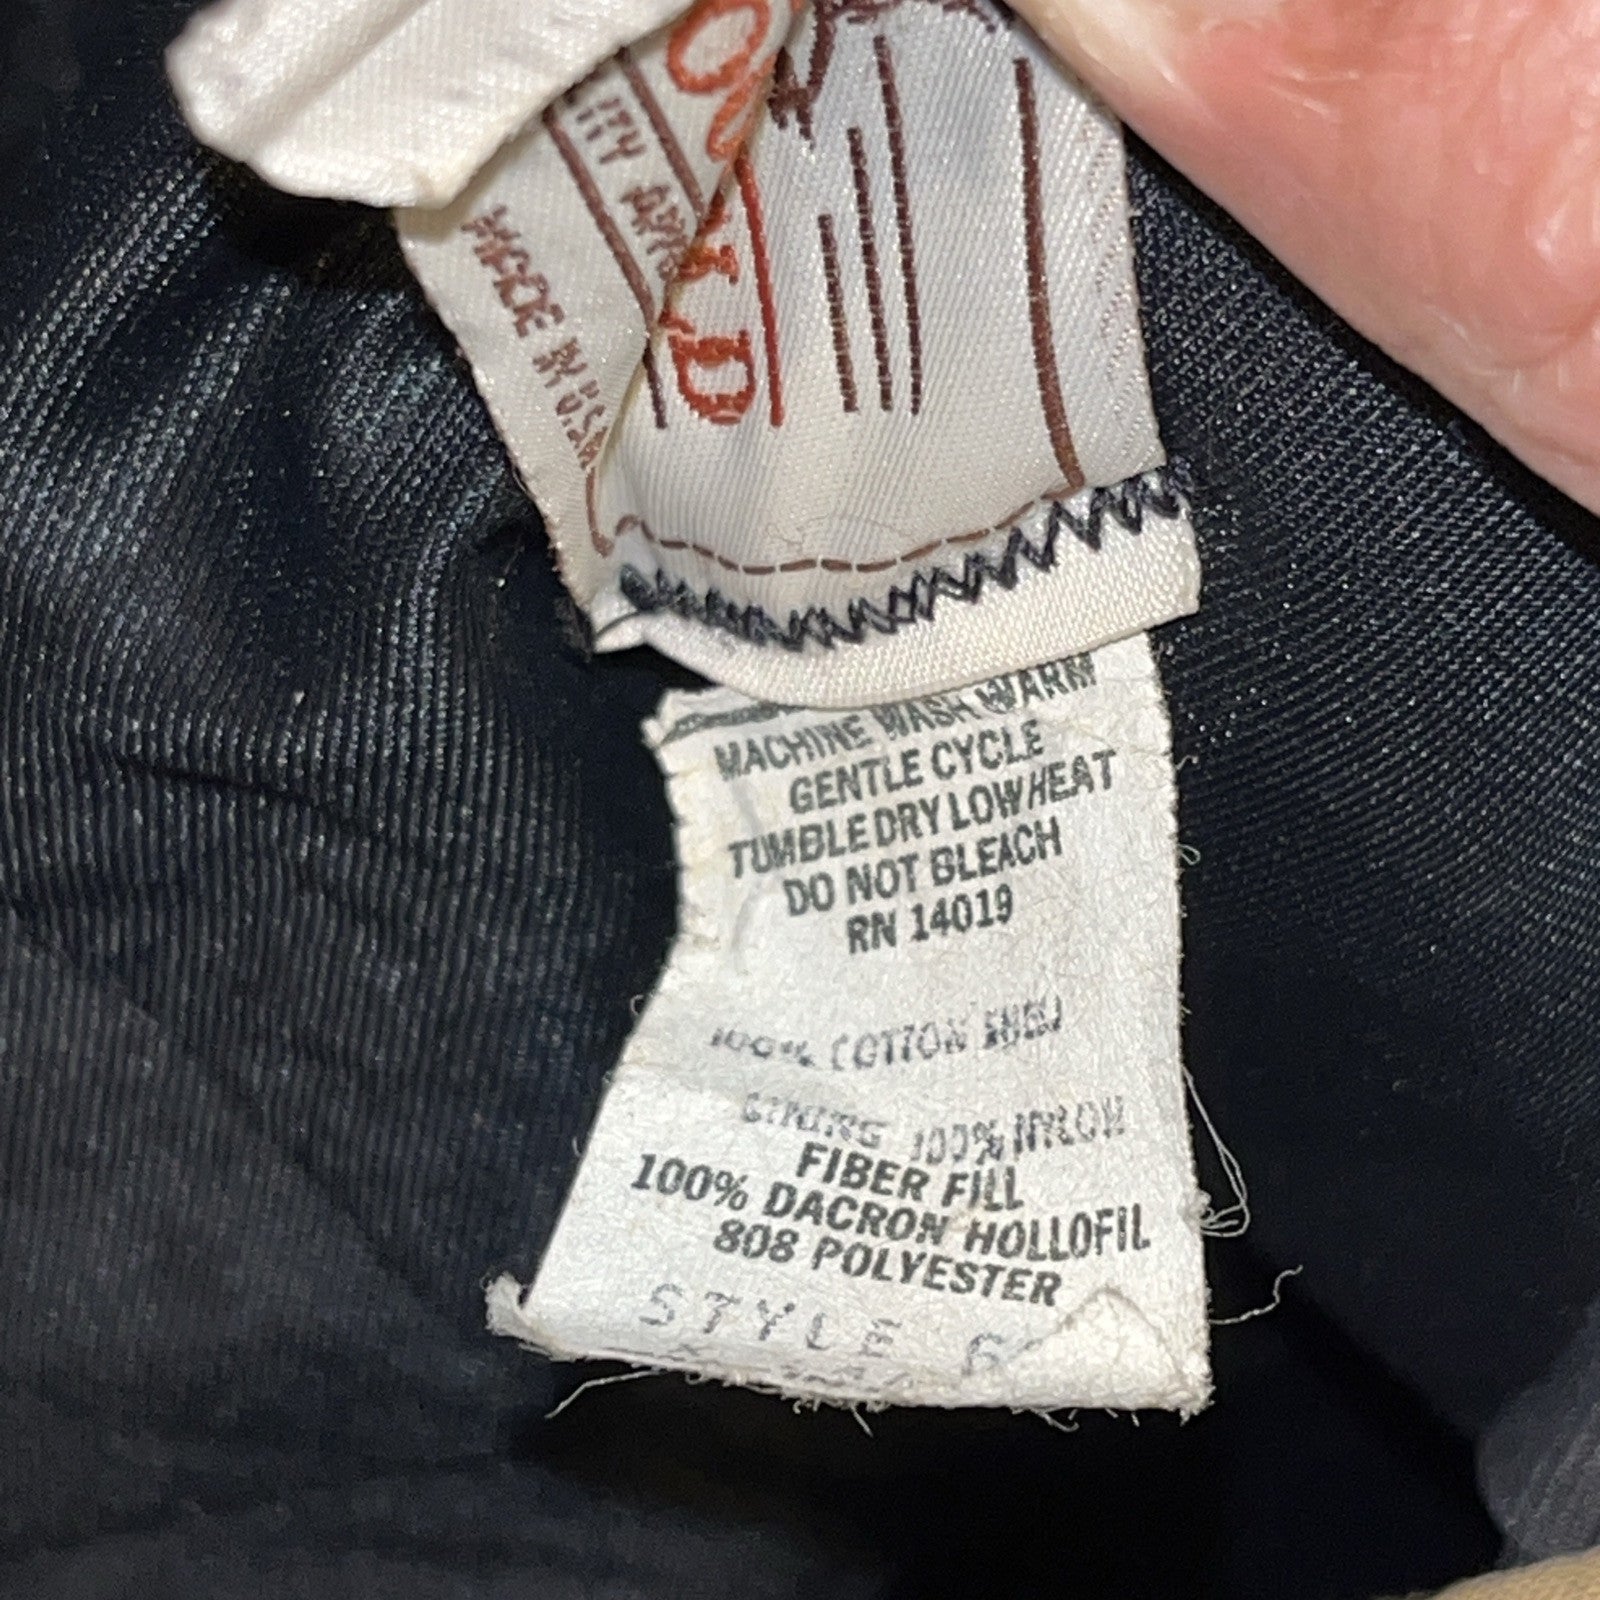 MADE IN U.S.A.
MACHINE WASH WARM
GENTLE CYCLE
TUMBLE DRY LOW HEAT
DO NOT BLEACH
RN 14019
100% COTTON SHELL
LINING 100% NYLON
FIBER FILL
100% DACRON HOLLOFIL
808 POLYESTER
STYLE